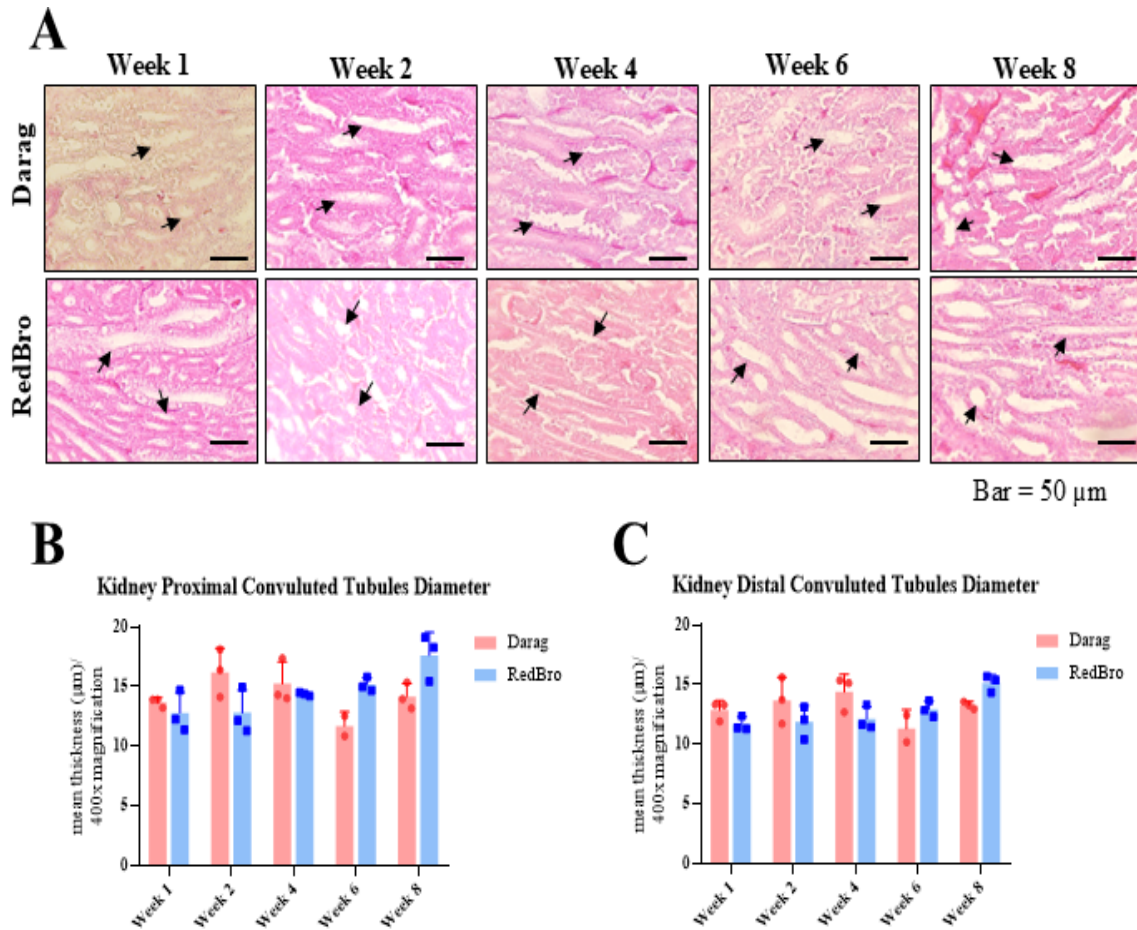 A
Week 1 Week 2 Week 4 Week 6 Week 8
Darag
RedBro
Bar = 50 µm
B
Kidney Proximal Convuluted Tubules Diameter
mean thickness (µm)/
400x magnification
20
15
10
5
0
Week 1 Week 2 Week 4 Week 6 Week 8
Darag
RedBro
C
Kidney Distal Convuluted Tubules Diameter
mean thickness (µm)/
400x magnification
20
15
10
5
0
Week 1 Week 2 Week 4 Week 6 Week 8
Darag
RedBro